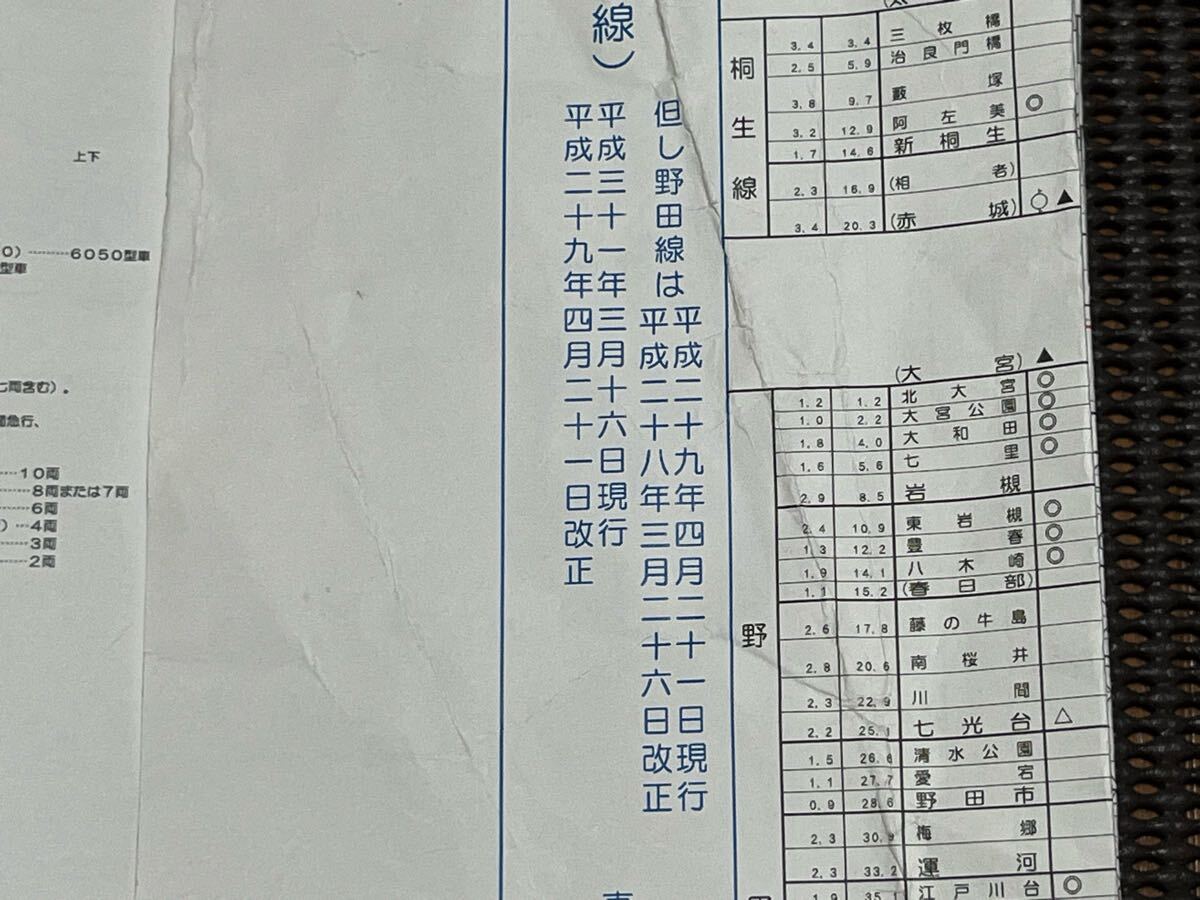 上下
0)………6050型車
型車
七両含む)。
急行、
……10両
……8両または7両
……6両
)…4両
……3両
……2両
線)
但し野田線は 平成二十九年四月二十一日現行
平成二十八年三月二十六日改正
平成三十一年三月十六日現行
平成二十九年四月二十一日改正
桐生線
3.4 3.4 三枚橋
2.5 5.9 治良門橋
3.8 9.7 藪塚
3.2 12.9 阿左美 ◎
1.7 14.6 新桐生
2.3 16.9 (相老)
3.4 20.3 (赤城) ▲
野田
(大宮) ▲
1.2 1.2 北大宮 ◎
1.0 2.2 大宮公園 ◎
1.8 4.0 大和田 ◎
1.6 5.6 七里 ◎
2.9 8.5 岩槻
2.4 10.9 東岩槻 ◎
1.3 12.2 豊春 ◎
1.9 14.1 八木崎 ◎
1.1 15.2 (春日部)
2.6 17.8 藤の牛島
2.8 20.6 南桜井
2.3 22.9 川間
2.2 25.1 七光台 △
1.5 26.6 清水公園
1.1 27.7 愛宕
0.9 28.6 野田市
2.3 30.9 梅郷
2.3 33.2 運河
1.9 35.1 江戸川台 ◎